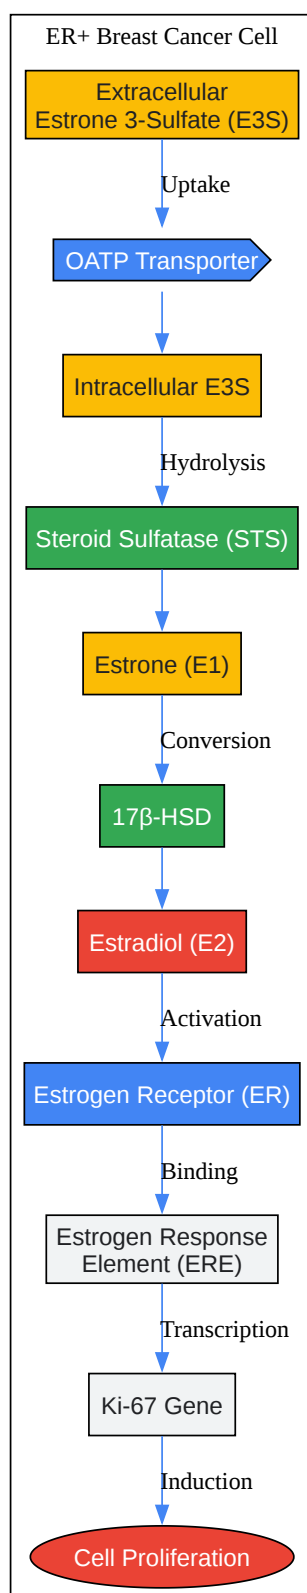 ER+ Breast Cancer Cell
Extracellular
Estrone 3-Sulfate (E3S)
Uptake
OATP Transporter
Intracellular E3S
Hydrolysis
Steroid Sulfatase (STS)
Estrone (E1)
Conversion
17β-HSD
Estradiol (E2)
Activation
Estrogen Receptor (ER)
Binding
Estrogen Response
Element (ERE)
Transcription
Ki-67 Gene
Induction
Cell Proliferation